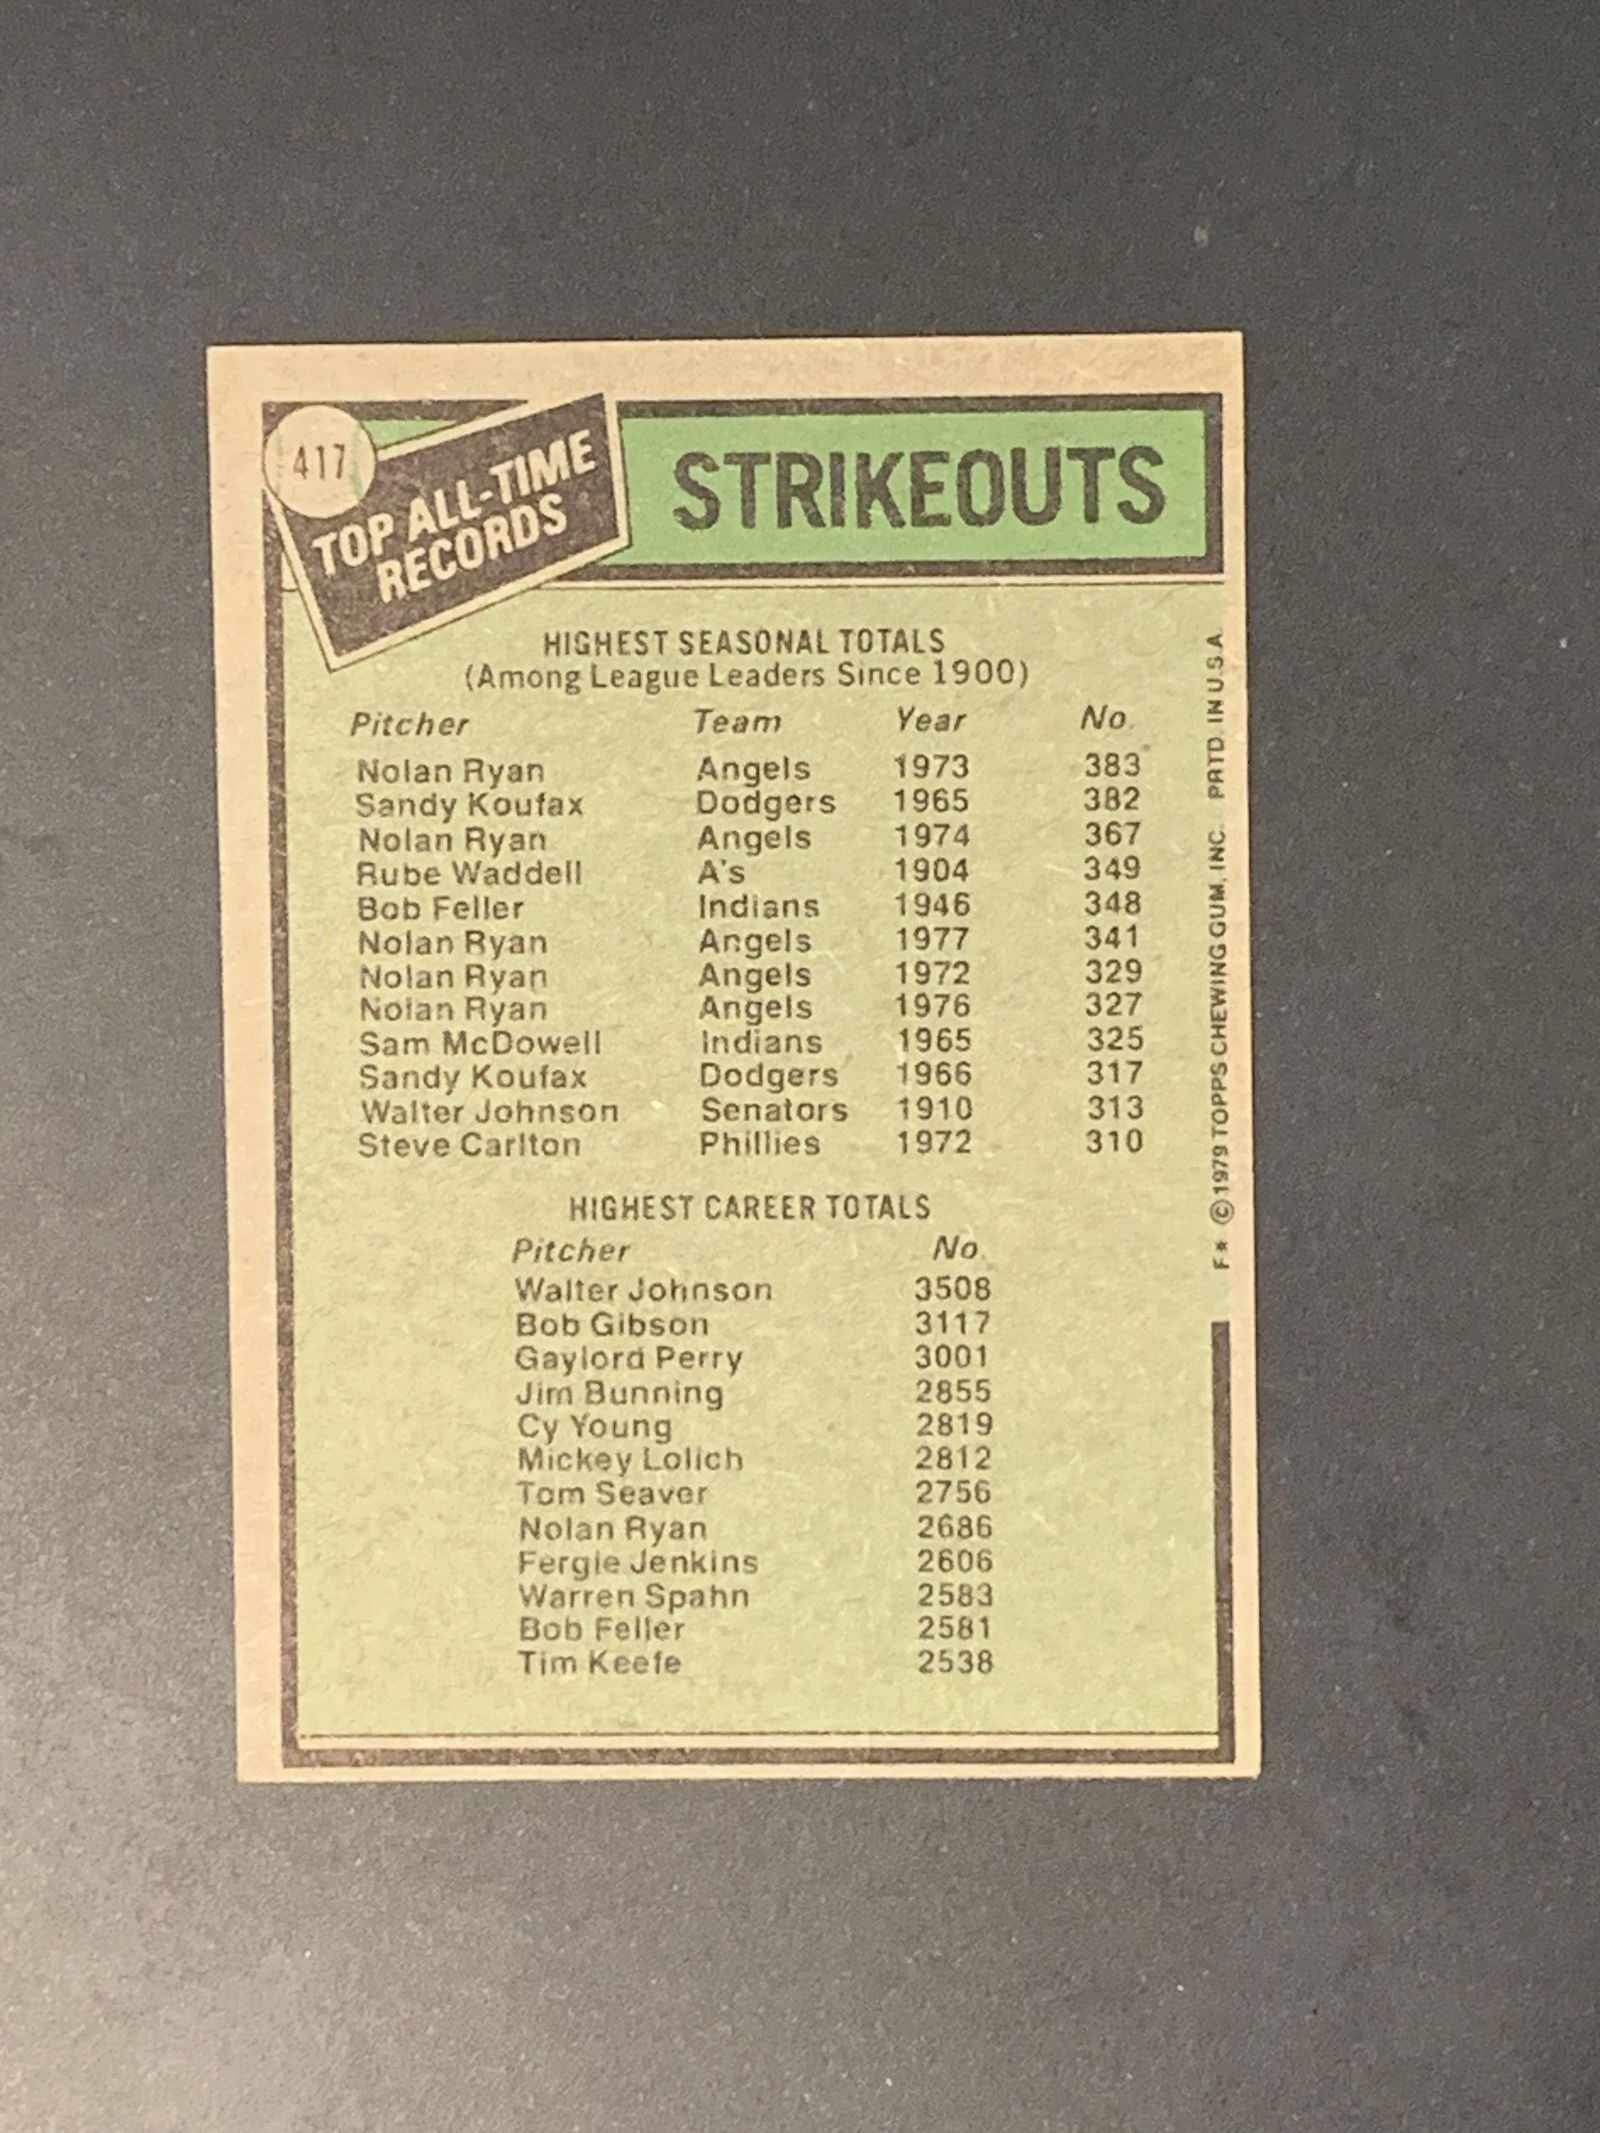 417
TOP ALL-TIME
RECORDS
STRIKEOUTS
HIGHEST SEASONAL TOTALS
(Among League Leaders Since 1900)
Pitcher Team Year No.
Nolan Ryan Angels 1973 383
Sandy Koufax Dodgers 1965 382
Nolan Ryan Angels 1974 367
Rube Waddell A's 1904 349
Bob Feller Indians 1946 348
Nolan Ryan Angels 1977 341
Nolan Ryan Angels 1972 329
Nolan Ryan Angels 1976 327
Sam McDowell Indians 1965 325
Sandy Koufax Dodgers 1966 317
Walter Johnson Senators 1910 313
Steve Carlton Phillies 1972 310
HIGHEST CAREER TOTALS
Pitcher No.
Walter Johnson 3508
Bob Gibson 3117
Gaylord Perry 3001
Jim Bunning 2855
Cy Young 2819
Mickey Lolich 2812
Tom Seaver 2756
Nolan Ryan 2686
Fergie Jenkins 2606
Warren Spahn 2583
Bob Feller 2581
Tim Keefe 2538
F* © 1979 TOPPS CHEWING GUM, INC. PRTD. IN U.S.A.